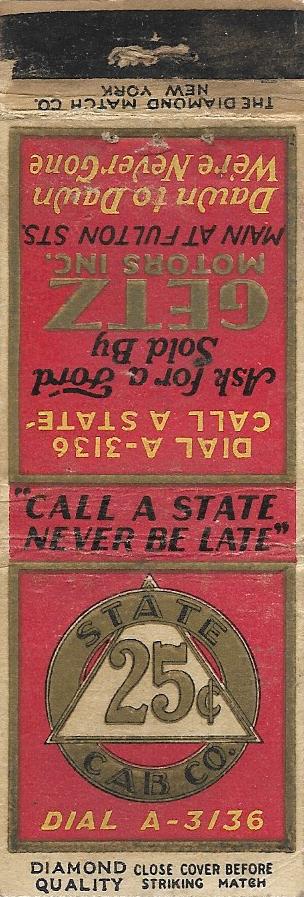 THE DIAMOND MATCH CO.
NEW YORK
DIAL A-3136
CALL A STATE
Ask for a Ford
Sold By
GETZ
MOTORS INC.
MAIN AT FULTON STS.
Dawn to Dawn
We're Never Gone
"CALL A STATE
NEVER BE LATE"
STATE
25¢
CAB CO.
DIAL A-3136
DIAMOND QUALITY
CLOSE COVER BEFORE STRIKING MATCH